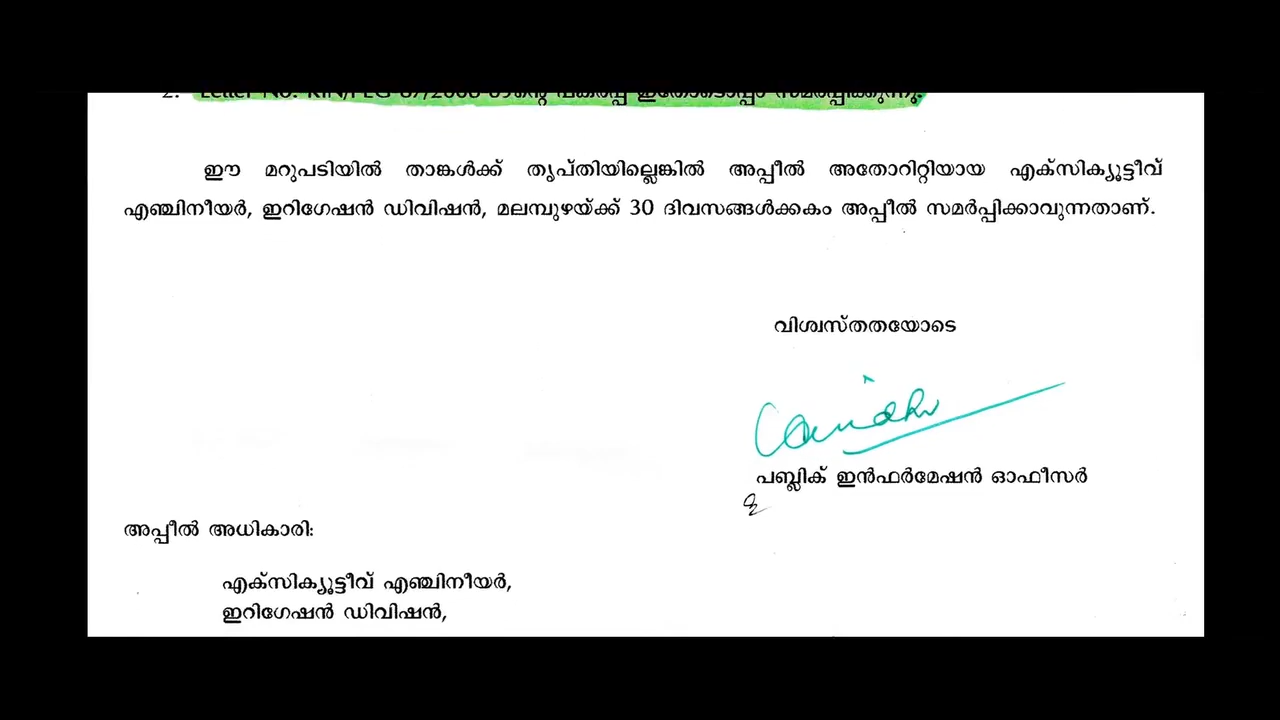 ഈ മറുപടിയിൽ താങ്കൾക്ക് തൃപ്തിയില്ലെങ്കിൽ അപ്പീൽ അതോറിറ്റിയായ എക്സിക്യൂട്ടീവ്
എഞ്ചിനീയർ, ഇറിഗേഷൻ ഡിവിഷൻ, മലമ്പുഴയ്ക്ക് 30 ദിവസങ്ങൾക്കകം അപ്പീൽ സമർപ്പിക്കാവുന്നതാണ്.
വിശ്വസ്തതയോടെ
പബ്ലിക് ഇൻഫർമേഷൻ ഓഫീസർ
അപ്പീൽ അധികാരി:
എക്സിക്യൂട്ടീവ് എഞ്ചിനീയർ,
ഇറിഗേഷൻ ഡിവിഷൻ,